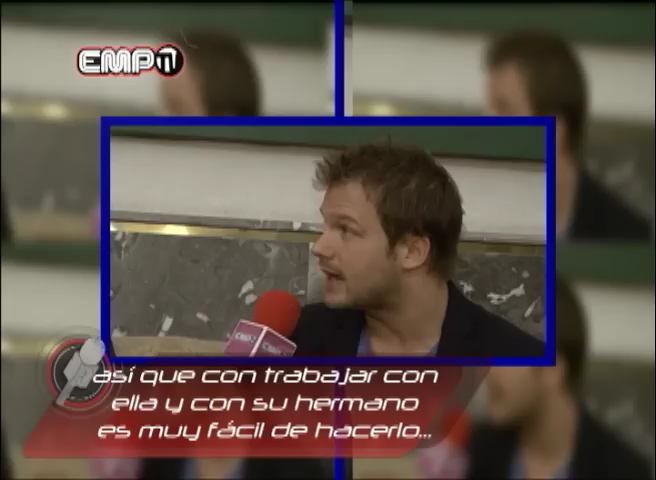 EMP
así que con trabajar con
ella y con su hermano
es muy fácil de hacerlo...